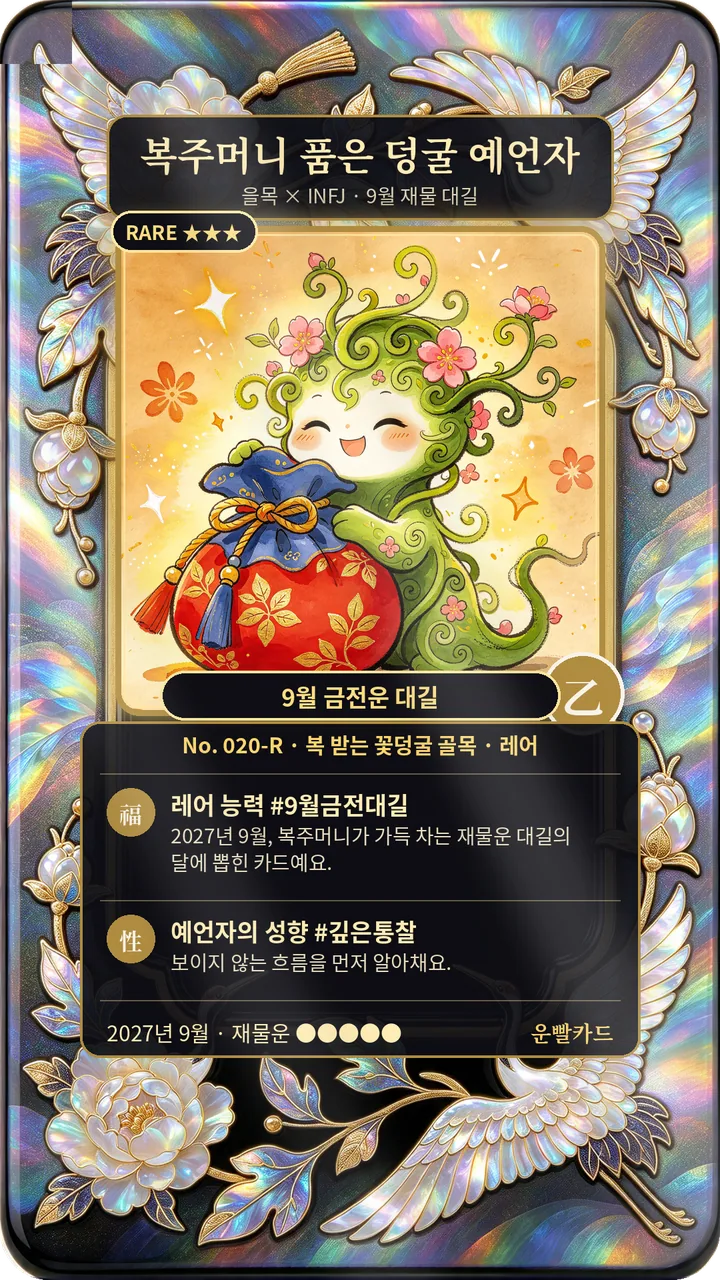 복주머니 품은 덩굴 예언자
을목 × INFJ · 9월 재물 대길
RARE ★★★
9월 금전운 대길
乙
No. 020-R · 복 받는 꽃덩굴 골목 · 레어
福
레어 능력 #9월금전대길
2027년 9월, 복주머니가 가득 차는 재물운 대길의
달에 뽑힌 카드예요.
性
예언자의 성향 #깊은통찰
보이지 않는 흐름을 먼저 알아채요.
2027년 9월 · 재물운 ●●●●●
운빨카드